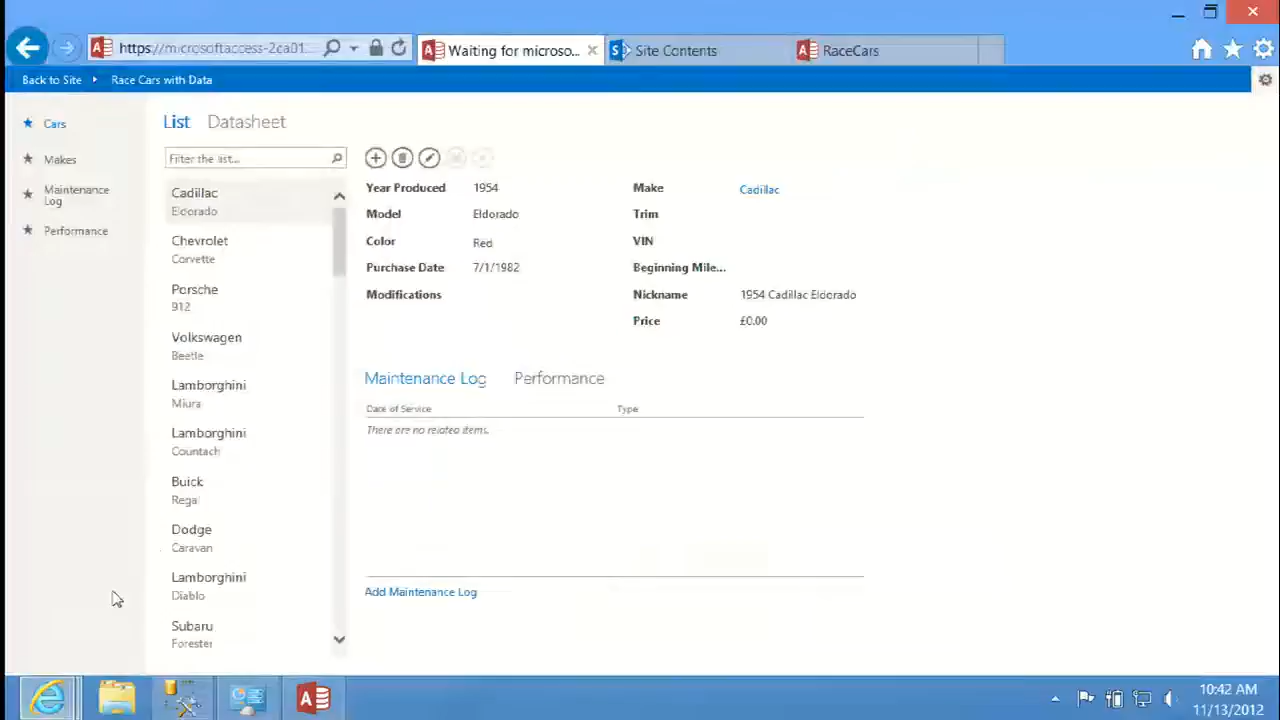 https://microsoftaccess-2ca01
Waiting for microso...
Site Contents
RaceCars
Back to Site
Race Cars with Data
Cars
Makes
Maintenance
Log
Performance
List
Datasheet
Filter the list...
Cadillac
Eldorado
Chevrolet
Corvette
Porsche
912
Volkswagen
Beetle
Lamborghini
Miura
Lamborghini
Countach
Buick
Regal
Dodge
Caravan
Lamborghini
Diablo
Subaru
Forester
Year Produced 1954
Model Eldorado
Color Red
Purchase Date 7/1/1982
Modifications
Make Cadillac
Trim
VIN
Beginning Mile...
Nickname 1954 Cadillac Eldorado
Price £0.00
Maintenance Log Performance
Date of Service Type
There are no related items.
Add Maintenance Log
10:42 AM
11/13/2012